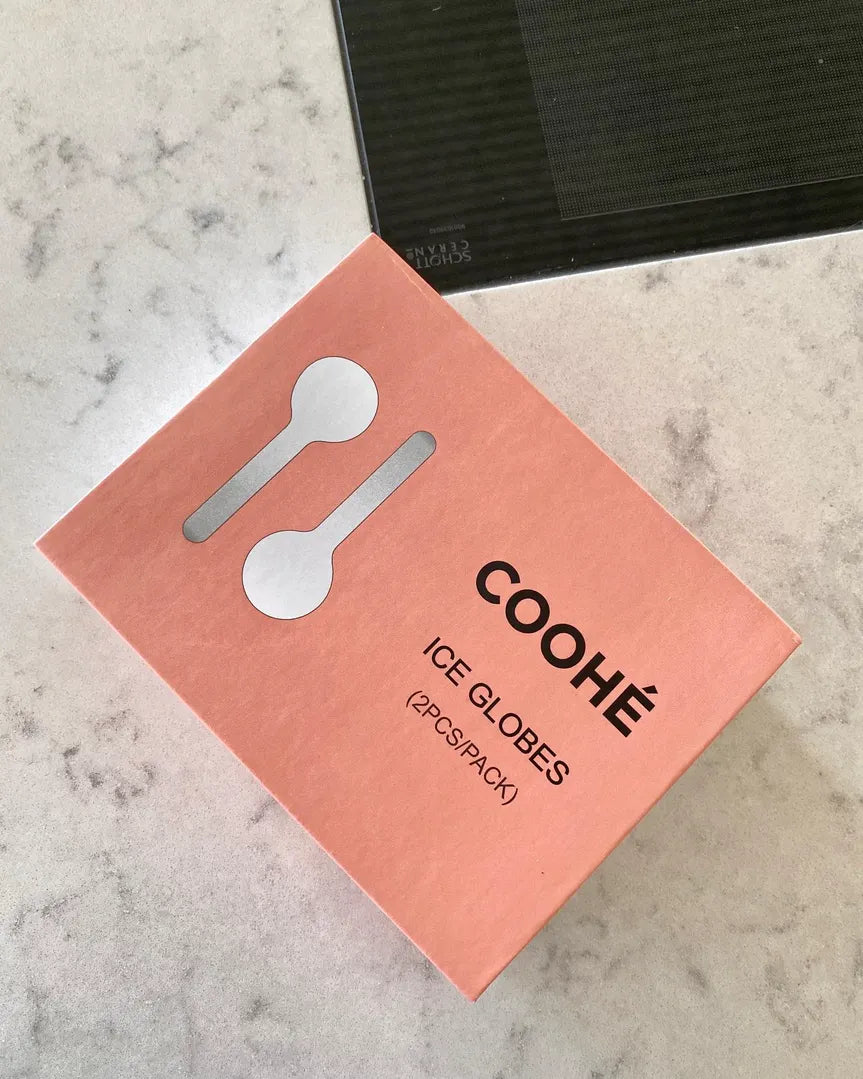 COOHÉ
ICE GLOBES
(2PCS/PACK)
SCHOTT
CERAN